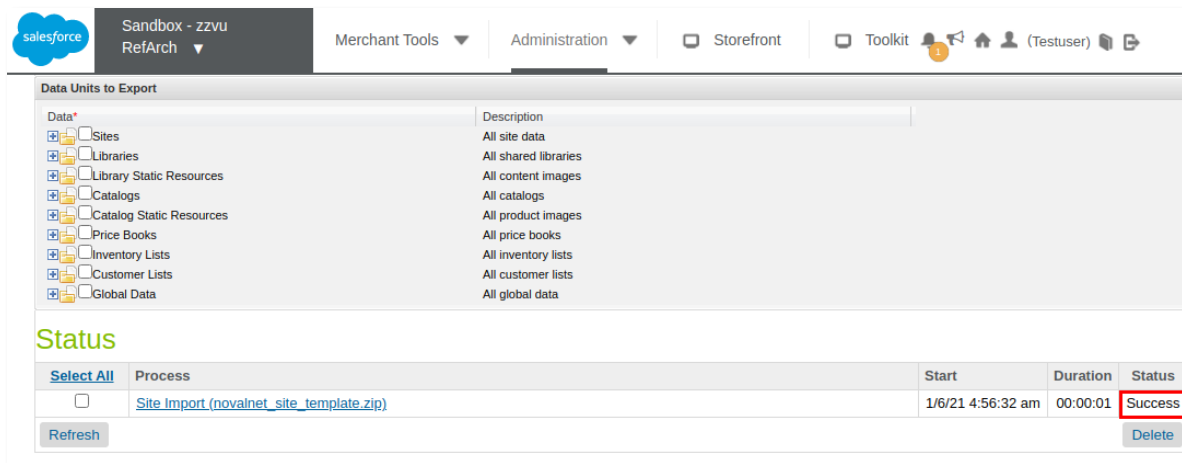 salesforce
Sandbox - zzvu
RefArch ▼
Merchant Tools ▼
Administration ▼
Storefront
Toolkit
1
(Testuser)
Data Units to Export
Data* Description
Sites All site data
Libraries All shared libraries
Library Static Resources All content images
Catalogs All catalogs
Catalog Static Resources All product images
Price Books All price books
Inventory Lists All inventory lists
Customer Lists All customer lists
Global Data All global data
Status
Select All Process Start Duration Status
Site Import (novalnet_site_template.zip) 1/6/21 4:56:32 am 00:00:01 Success
Refresh Delete